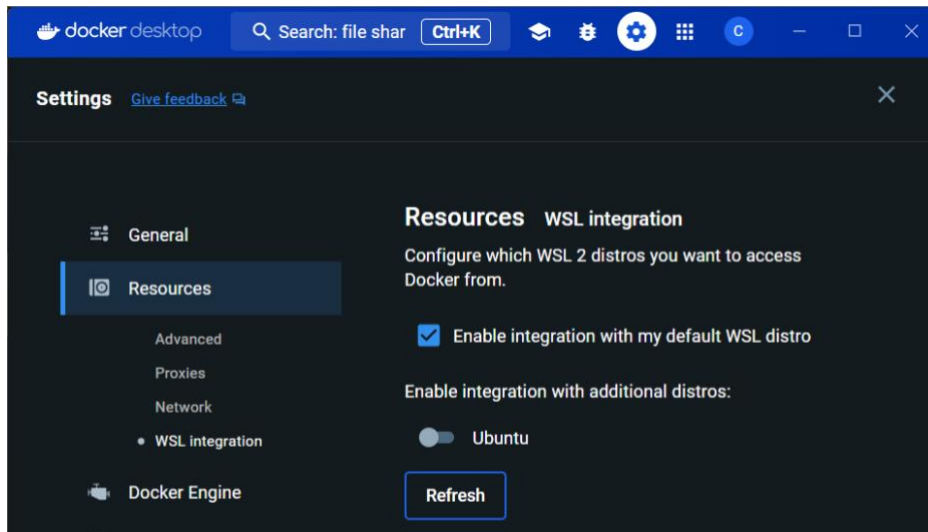 docker desktop
Search: file shar
Ctrl+K
C
Settings
Give feedback
General
Resources
Advanced
Proxies
Network
WSL integration
Docker Engine
Resources WSL integration
Configure which WSL 2 distros you want to access
Docker from.
Enable integration with my default WSL distro
Enable integration with additional distros:
Ubuntu
Refresh